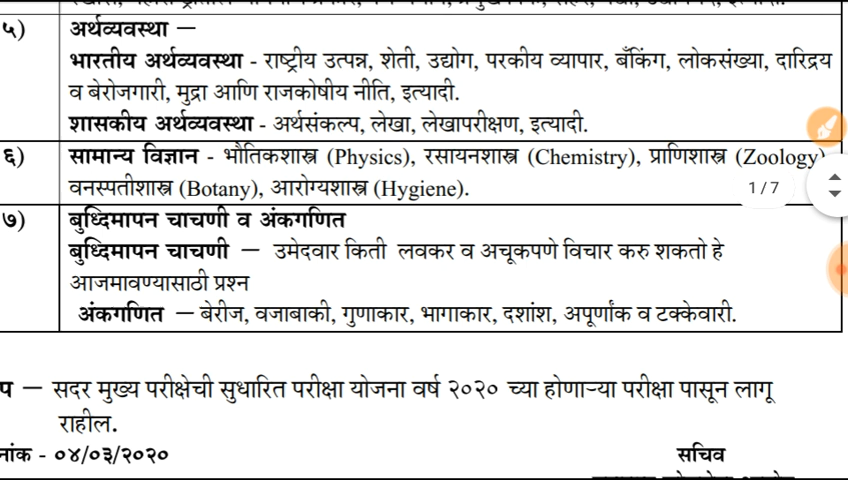 ५) अर्थव्यवस्था —
भारतीय अर्थव्यवस्था - राष्ट्रीय उत्पन्न, शेती, उद्योग, परकीय व्यापार, बँकिंग, लोकसंख्या, दारिद्रय
व बेरोजगारी, मुद्रा आणि राजकोषीय नीति, इत्यादी.
शासकीय अर्थव्यवस्था - अर्थसंकल्प, लेखा, लेखापरीक्षण, इत्यादी.
६) सामान्य विज्ञान - भौतिकशास्त्र (Physics), रसायनशास्त्र (Chemistry), प्राणिशास्त्र (Zoology)
वनस्पतीशास्त्र (Botany), आरोग्यशास्त्र (Hygiene).
1/7
७) बुध्दिमापन चाचणी व अंकगणित
बुध्दिमापन चाचणी — उमेदवार किती लवकर व अचूकपणे विचार करु शकतो हे
आजमावण्यासाठी प्रश्न
अंकगणित — बेरीज, वजाबाकी, गुणाकार, भागाकार, दशांश, अपूर्णांक व टक्केवारी.
प — सदर मुख्य परीक्षेची सुधारित परीक्षा योजना वर्ष २०२० च्या होणाऱ्या परीक्षा पासून लागू
राहील.
नांक - ०४/०३/२०२०
सचिव